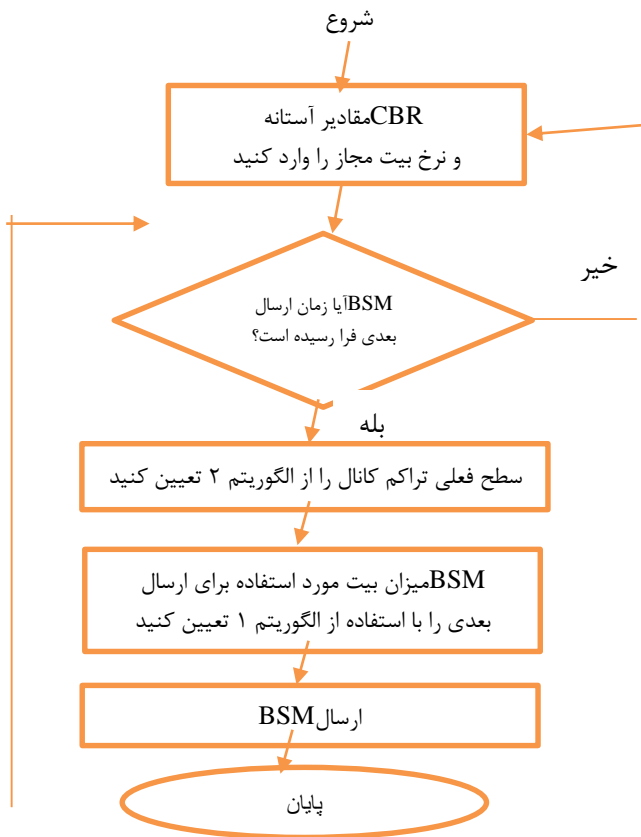 شروع
CBRمقادیر آستانه
و نرخ بیت مجاز را وارد کنید
خیر
BSMآیا زمان ارسال
بعدی فرا رسیده است؟
بله
سطح فعلی تراکم کانال را از الگوریتم ۲ تعیین کنید
BSMمیزان بیت مورد استفاده برای ارسال
بعدی را با استفاده از الگوریتم ۱ تعیین کنید
ارسالBSM
پایان